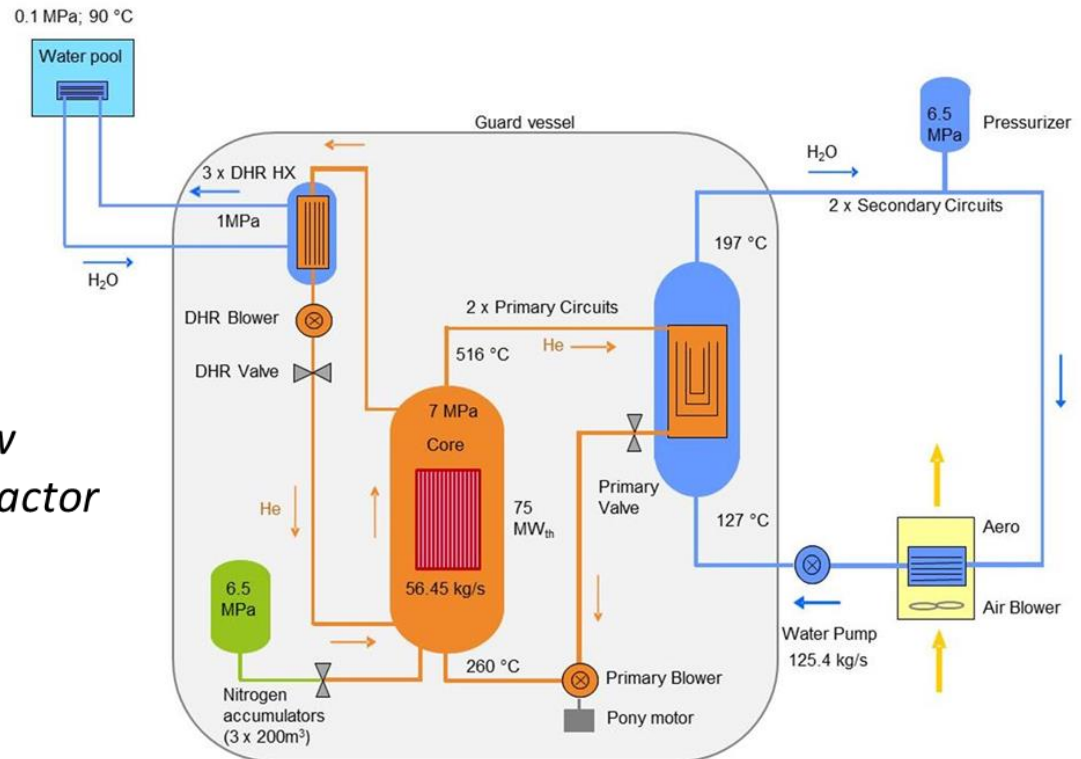 0.1 MPa; 90 °C
Water pool
Guard vessel
3 x DHR HX
1MPa
H₂O
DHR Blower
DHR Valve
He
6.5
MPa
Nitrogen
accumulators
(3 x 200m³)
2 x Primary Circuits
516 °C
He
7 MPa
Core
75
MWth
56.45 kg/s
260 °C
Primary
Valve
Primary Blower
Pony motor
197 °C
127 °C
H₂O
6.5
MPa
Pressurizer
2 x Secondary Circuits
Aero
Air Blower
Water Pump
125.4 kg/s